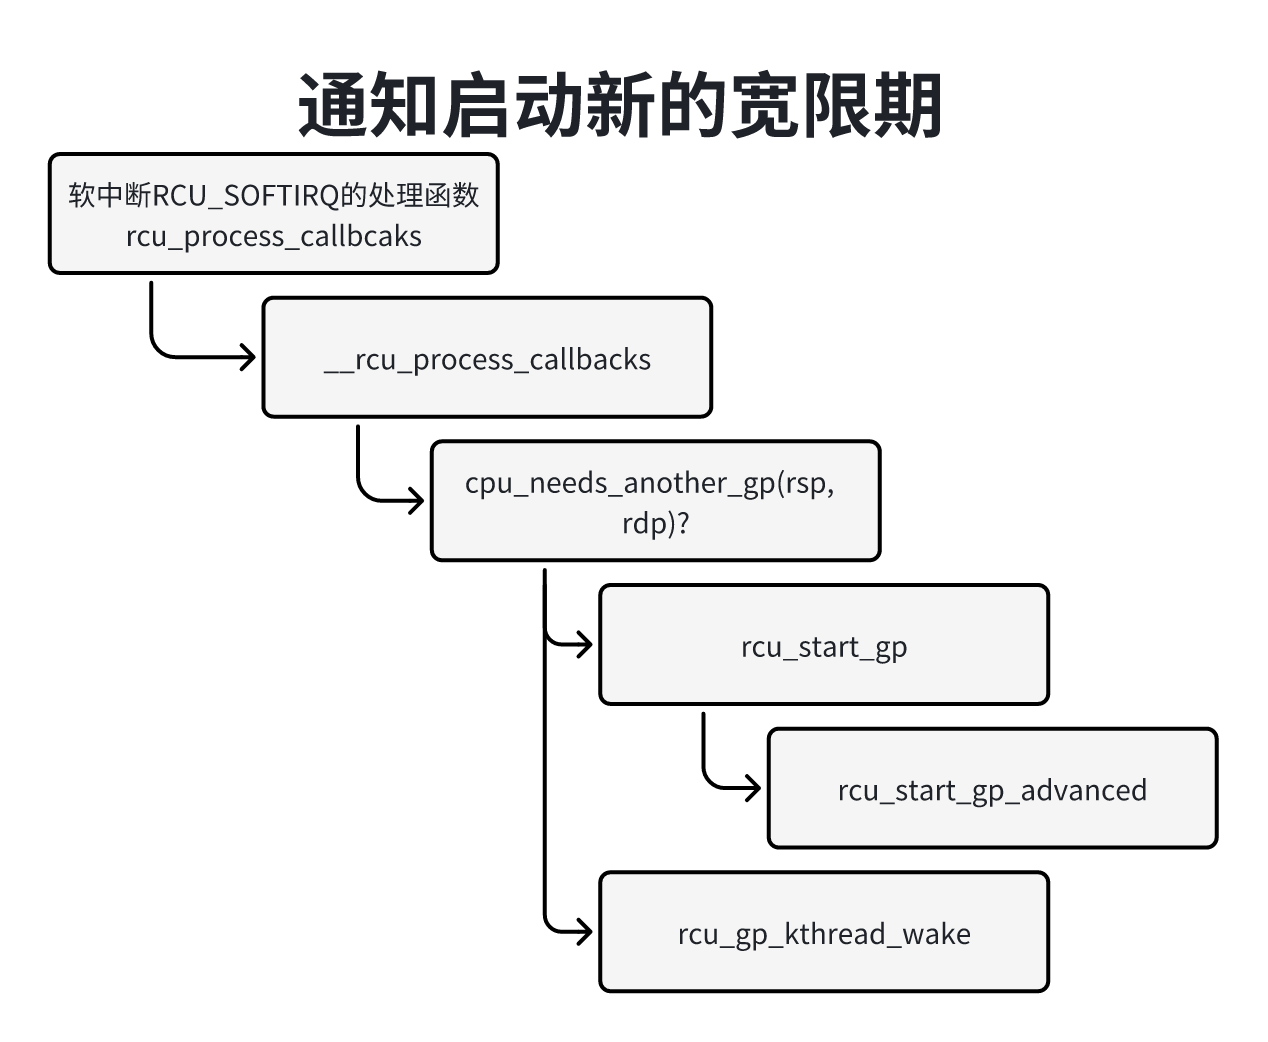 通知启动新的宽限期
软中断RCU_SOFTIRQ的处理函数
rcu_process_callbcaks
__rcu_process_callbacks
cpu_needs_another_gp(rsp,
rdp)?
rcu_start_gp
rcu_start_gp_advanced
rcu_gp_kthread_wake